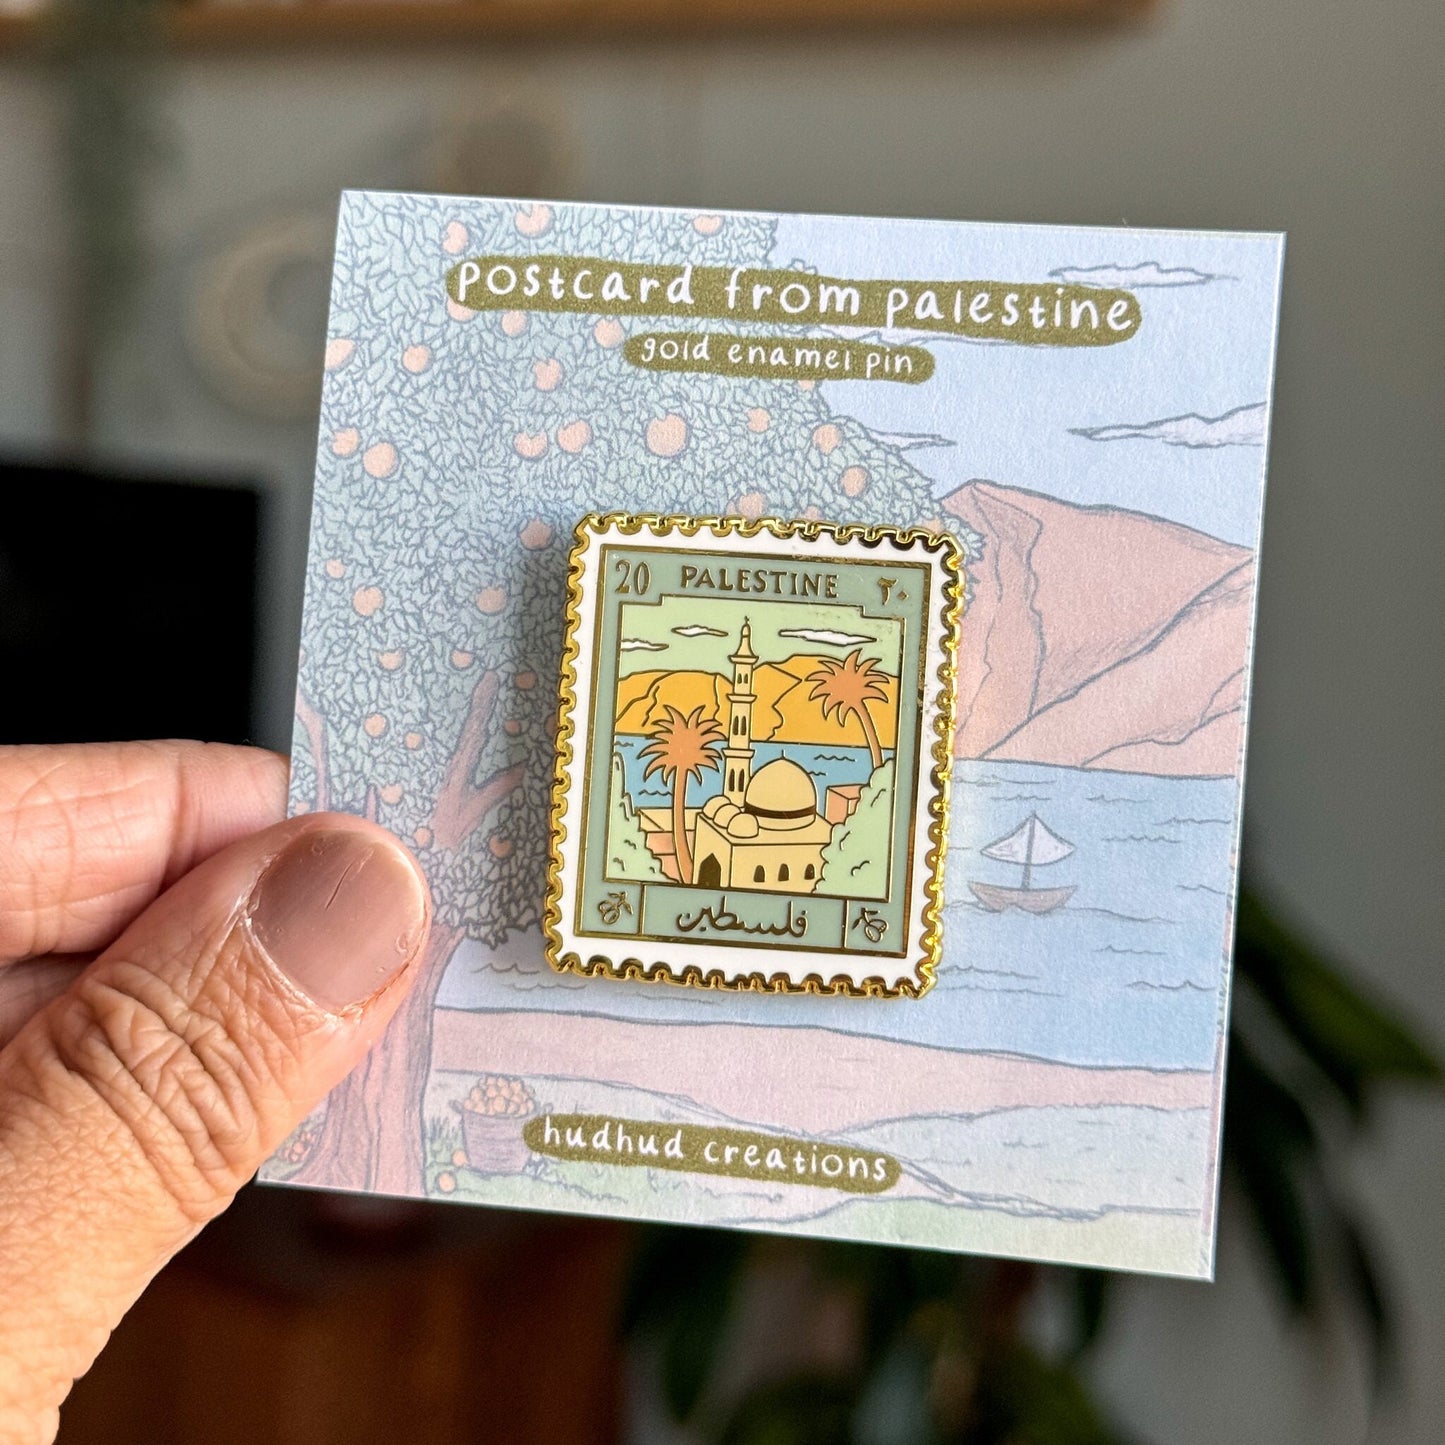 postcard from palestine
gold enamel pin
20 PALESTINE ٢٠
فلسطين
hudhud creations